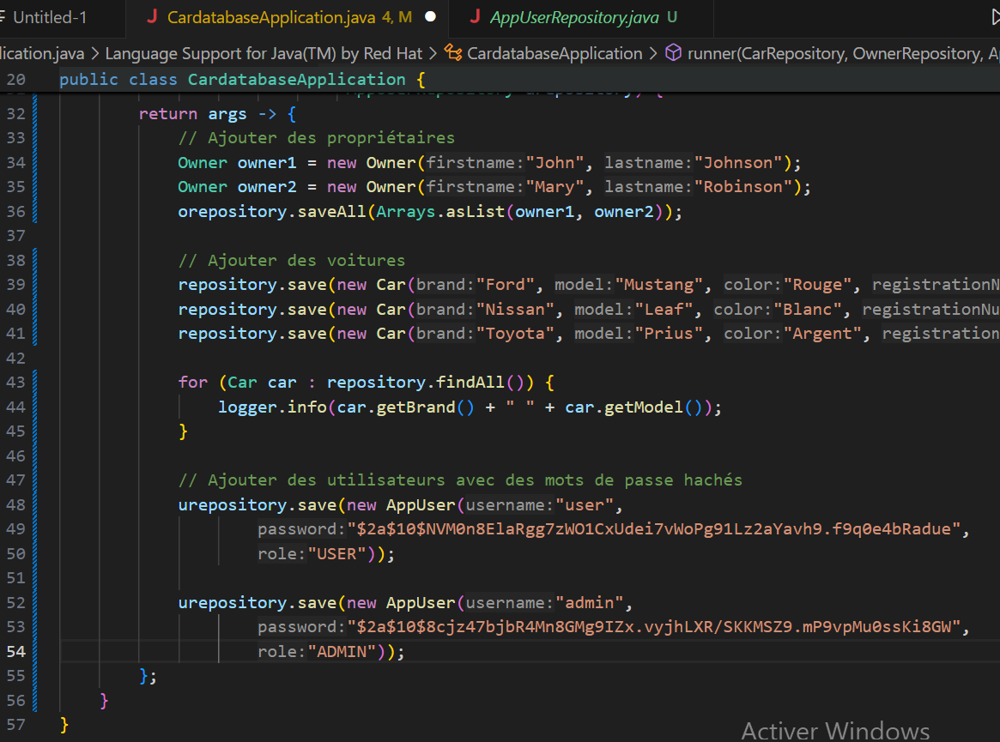 Untitled-1 J CardatabaseApplication.java 4, M J AppUserRepository.java U
lication.java > Language Support for Java(TM) by Red Hat > CardatabaseApplication > runner(CarRepository, OwnerRepository, A
20 public class CardatabaseApplication {
32 return args -> {
33 // Ajouter des propriétaires
34 Owner owner1 = new Owner(firstname:"John", lastname:"Johnson");
35 Owner owner2 = new Owner(firstname:"Mary", lastname:"Robinson");
36 orepository.saveAll(Arrays.asList(owner1, owner2));
37
38 // Ajouter des voitures
39 repository.save(new Car(brand:"Ford", model:"Mustang", color:"Rouge", registrationN
40 repository.save(new Car(brand:"Nissan", model:"Leaf", color:"Blanc", registrationNu
41 repository.save(new Car(brand:"Toyota", model:"Prius", color:"Argent", registration
42
43 for (Car car : repository.findAll()) {
44 logger.info(car.getBrand() + " " + car.getModel());
45 }
46
47 // Ajouter des utilisateurs avec des mots de passe hachés
48 urepository.save(new AppUser(username:"user",
49 password:"$2a$10$NVM0n8ElaRgg7zWO1CxUdei7vWoPg91Lz2aYavh9.f9q0e4bRadue",
50 role:"USER"));
51
52 urepository.save(new AppUser(username:"admin",
53 password:"$2a$10$8cjz47bjbR4Mn8GMg9IZx.vyjhLXR/SKKMSZ9.mP9vpMu0ssKi8GW",
54 role:"ADMIN"));
55 };
56 }
57 }
Activer Windows